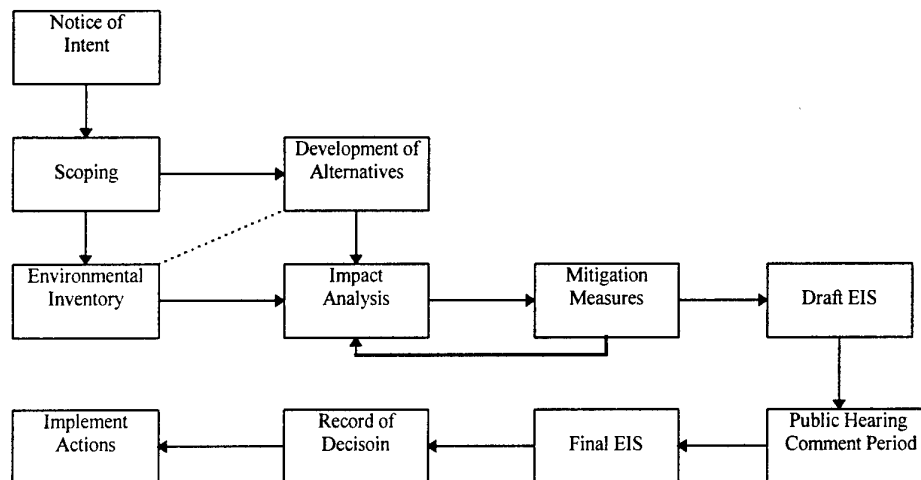 Notice of
Intent
Scoping
Development of
Alternatives
Environmental
Inventory
Impact
Analysis
Mitigation
Measures
Draft EIS
Implement
Actions
Record of
Decisoin
Final EIS
Public Hearing
Comment Period